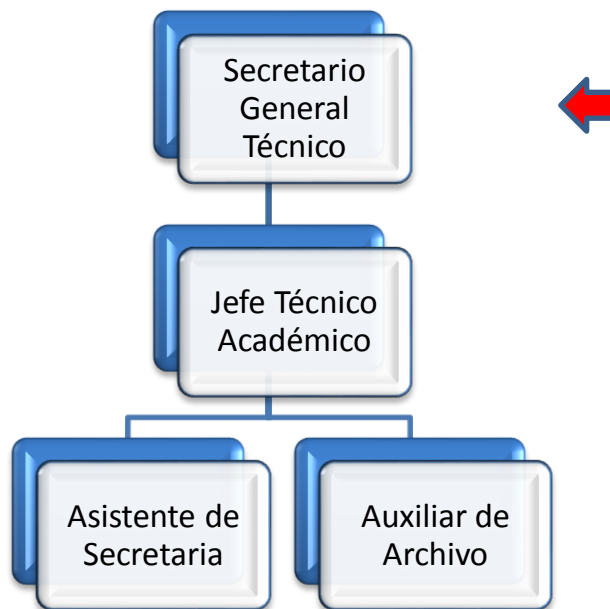 Secretario
General
Técnico
Jefe Técnico
Académico
Asistente de
Secretaria
Auxiliar de
Archivo